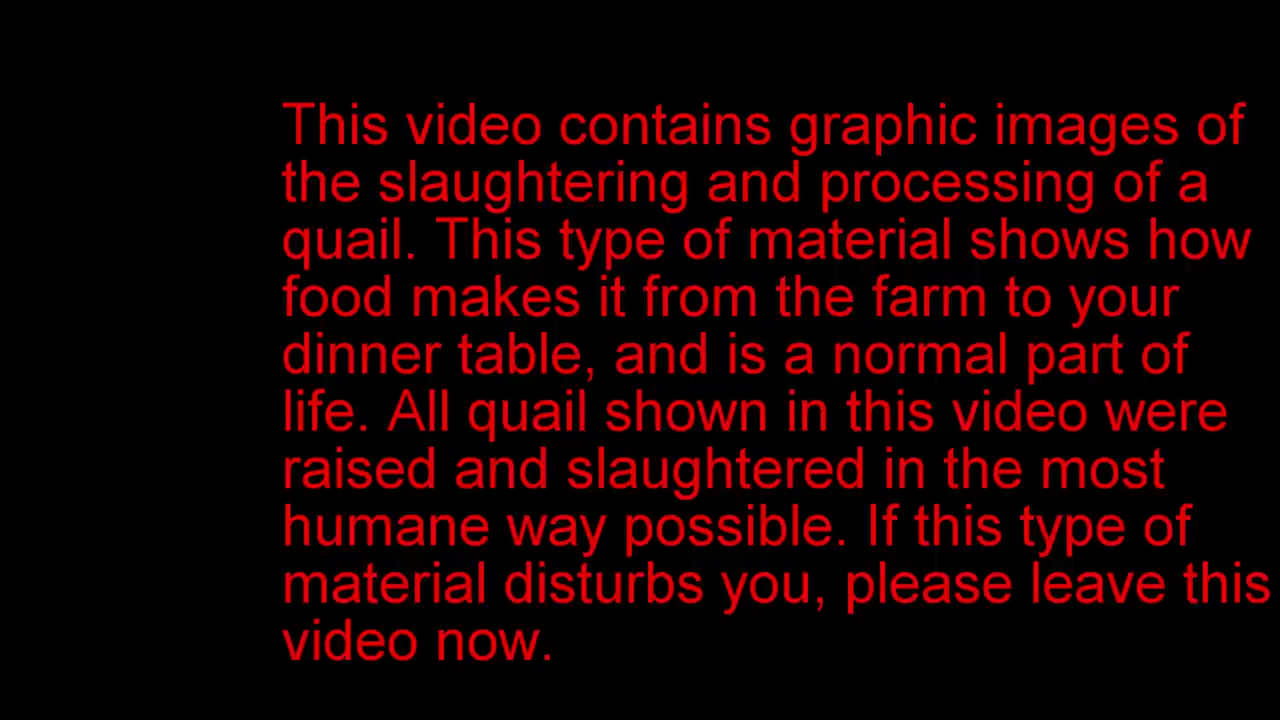 This video contains graphic images of
the slaughtering and processing of a
quail. This type of material shows how
food makes it from the farm to your
dinner table, and is a normal part of
life. All quail shown in this video were
raised and slaughtered in the most
humane way possible. If this type of
material disturbs you, please leave this
video now.